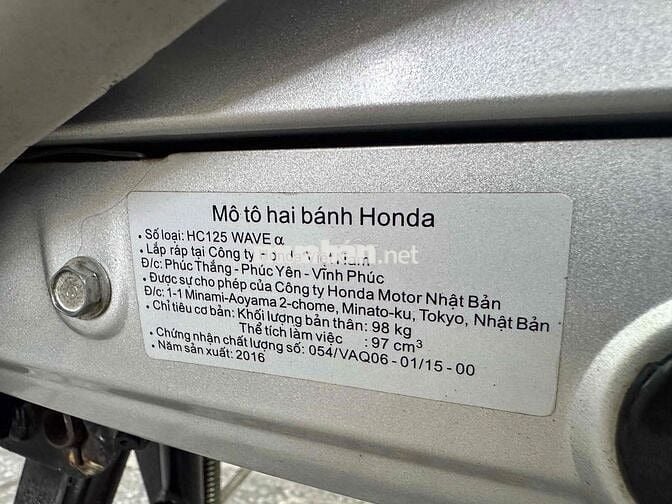 Mô tô hai bánh Honda
• Số loại: HC125 WAVE α
• Lắp ráp tại Công ty
Đ/c: Phúc Thắng - Phúc Yên - Vĩnh Phúc
• Được sự cho phép của Công ty Honda Motor Nhật Bản
Đ/c: 1-1 Minami-Aoyama 2-chome, Minato-ku, Tokyo, Nhật Bản
• Chỉ tiêu cơ bản: Khối lượng bản thân: 98 kg
Thể tích làm việc : 97 cm³
• Chứng nhận chất lượng số: 054/VAQ06 - 01/15 - 00
• Năm sản xuất: 2016